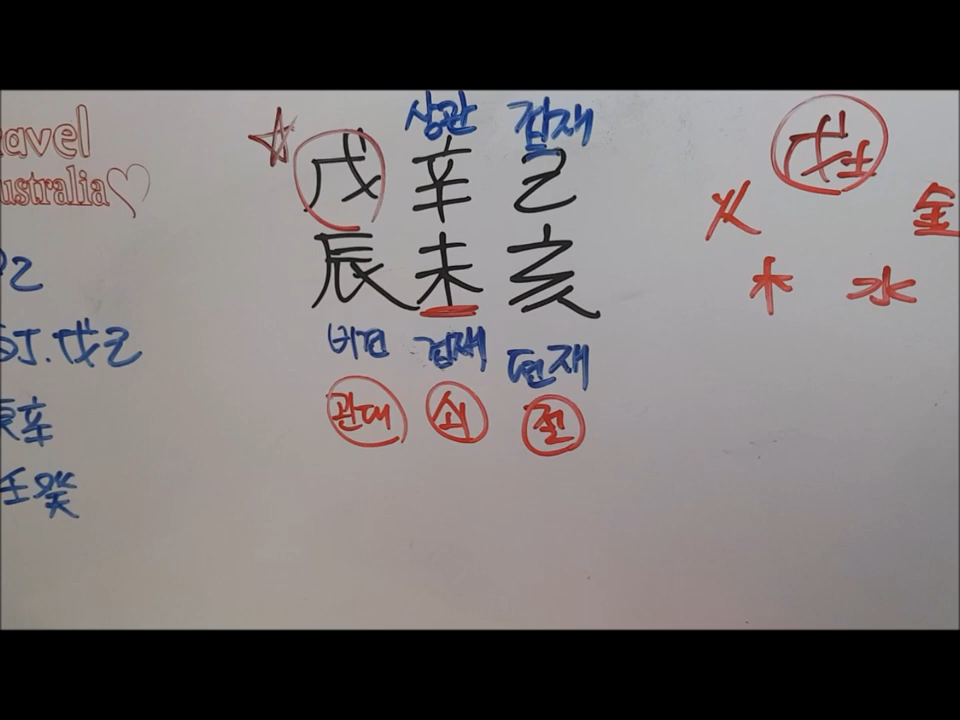 avel
ustralia
상관 겁재
戊 辛 己
辰 未 亥
비견 겁재 편재
관대 쇠 절
乙
丁.戊己
庚辛
壬癸
戊土
火 金
木 水